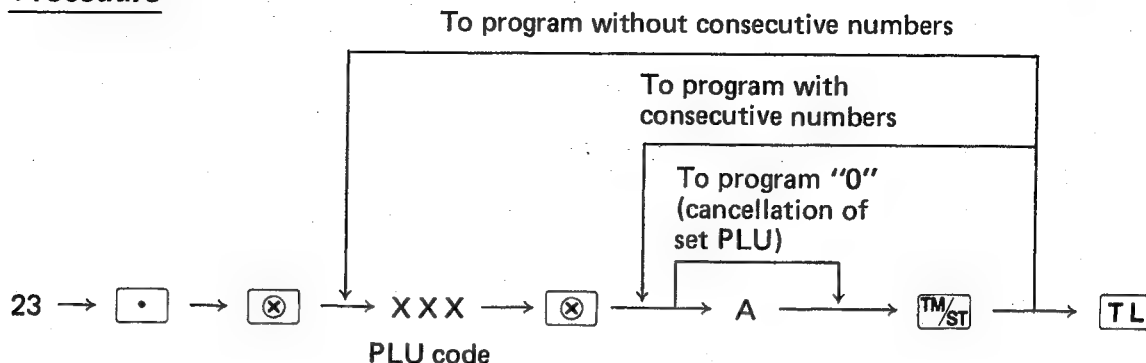 Procedure
To program without consecutive numbers
To program with
consecutive numbers
To program "0"
(cancellation of
set PLU)
23 → [•] → [⊗] → XXX → [⊗] → A → [TM/ST] → [TL]
PLU code